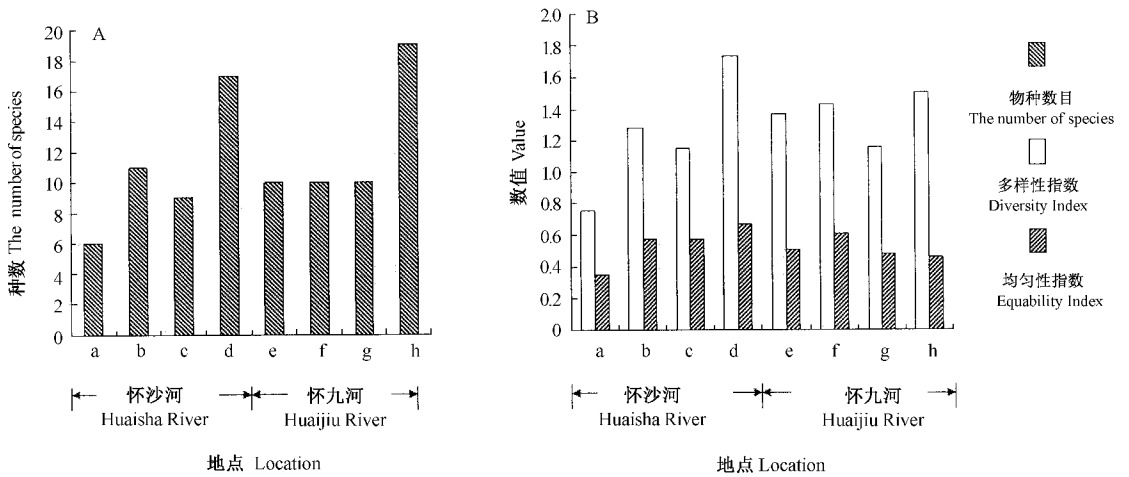 A
种数 The number of species
20
18
16
14
12
10
8
6
4
2
0
a b c d e f g h
怀沙河 怀九河
Huaisha River Huaijiu River
地点 Location
B
数值 Value
2.0
1.8
1.6
1.4
1.2
1.0
0.8
0.6
0.4
0.2
0
a b c d e f g h
怀沙河 怀九河
Huaisha River Huaijiu River
地点 Location
物种数目
The number of species
多样性指数
Diversity Index
均匀性指数
Equability Index